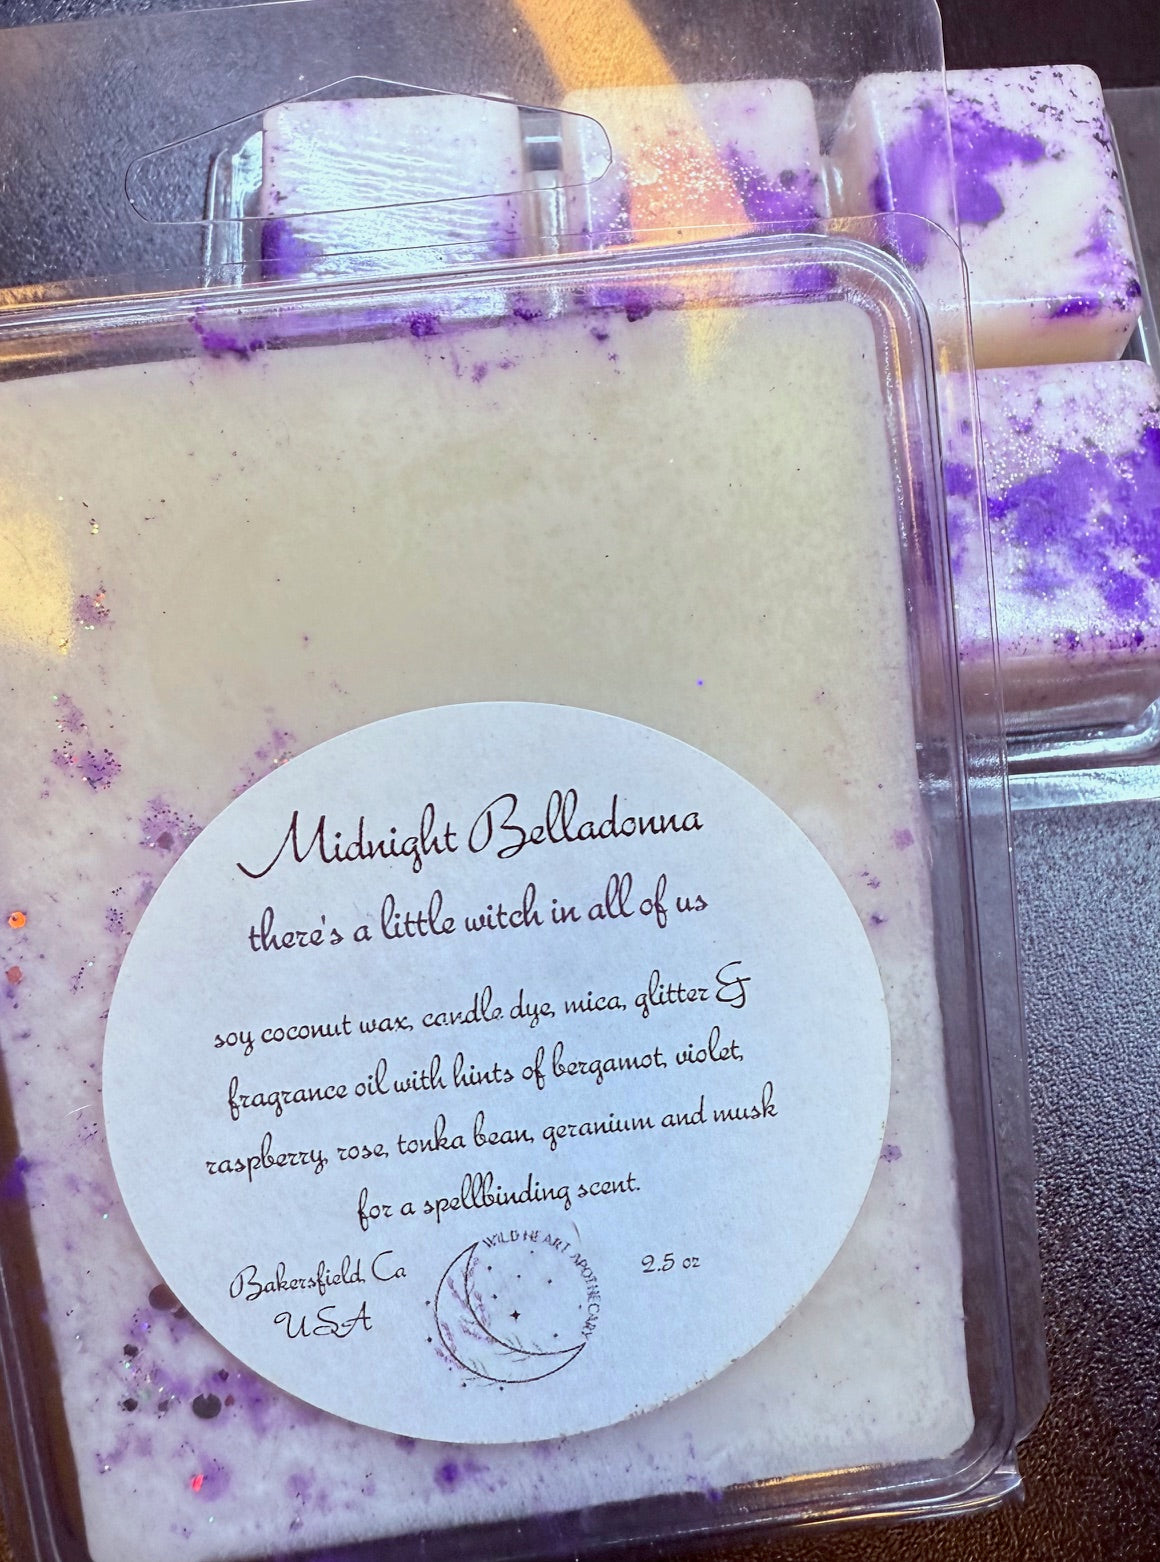 Midnight Belladonna
there's a little witch in all of us
soy coconut wax, candle dye, mica, glitter &
fragrance oil with hints of bergamot, violet,
raspberry, rose, tonka bean, geranium and musk
for a spellbinding scent.
Bakersfield, Ca
USA
WILD HEART APOTHECARY
2.5 oz